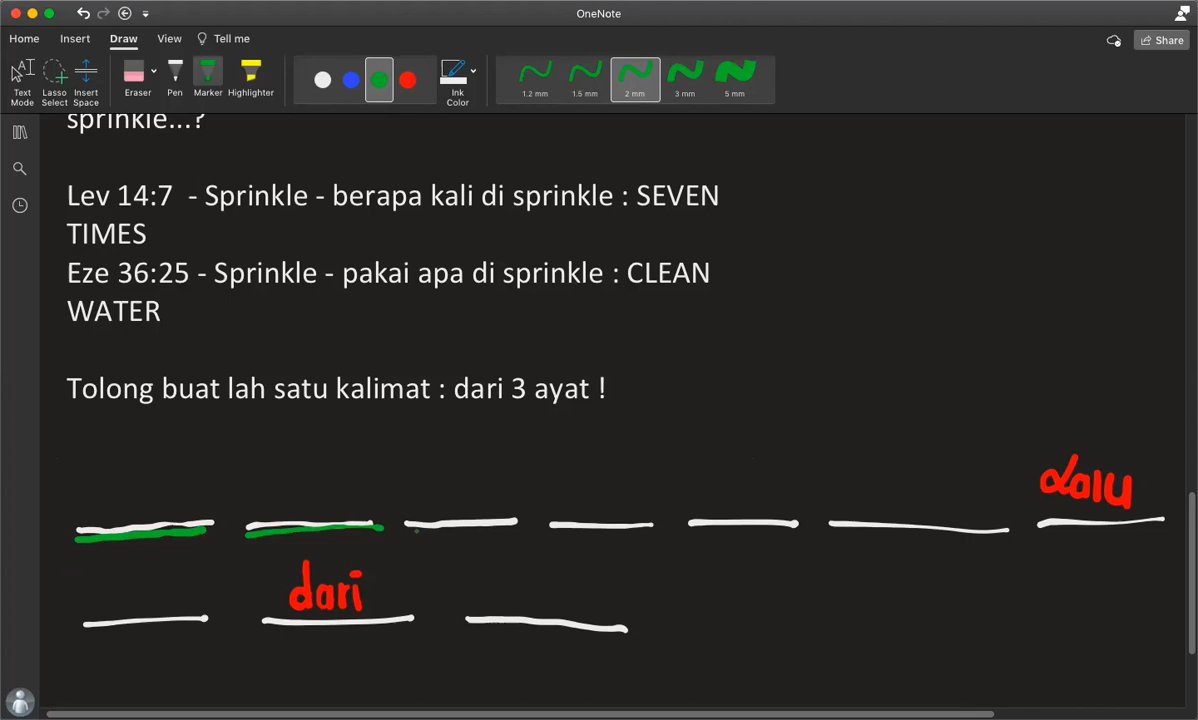 OneNote
Home Insert Draw View Tell me
Share
Text Mode Lasso Select Insert Space Eraser Pen Marker Highlighter Ink Color 1.2 mm 1.5 mm 2 mm 3 mm 5 mm
sprinkle...?
Lev 14:7 - Sprinkle - berapa kali di sprinkle : SEVEN
TIMES
Eze 36:25 - Sprinkle - pakai apa di sprinkle : CLEAN
WATER
Tolong buat lah satu kalimat : dari 3 ayat !
dalu
dari